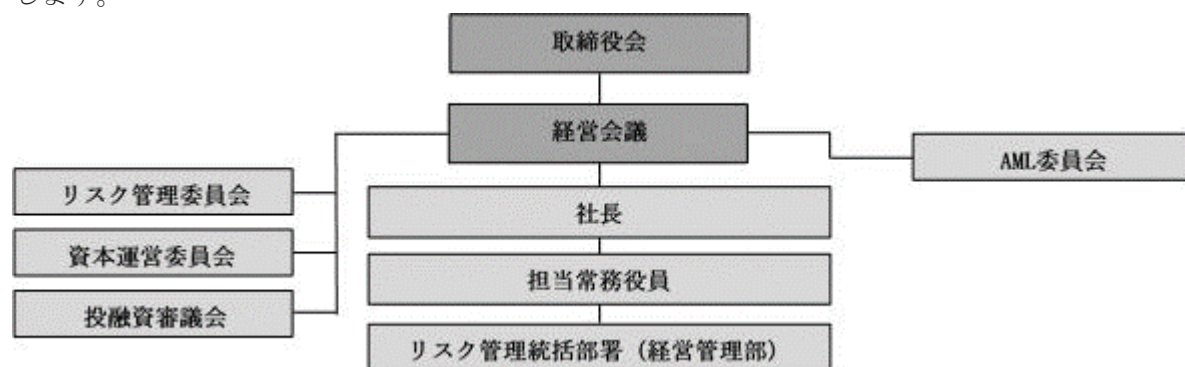 します。
取締役会
経営会議
AML委員会
リスク管理委員会
社長
資本運営委員会
担当常務役員
投融資審議会
リスク管理統括部署（経営管理部）